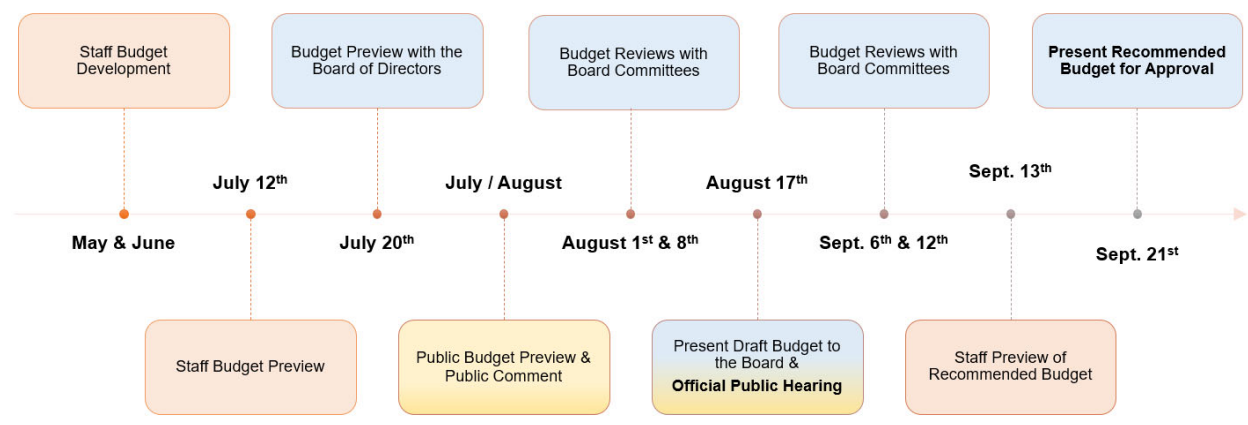 Staff Budget
Development
Budget Preview with the
Board of Directors
Budget Reviews with
Board Committees
Budget Reviews with
Board Committees
Present Recommended
Budget for Approval
July 12th
July / August
August 17th
Sept. 13th
May & June
July 20th
August 1st & 8th
Sept. 6th & 12th
Sept. 21st
Staff Budget Preview
Public Budget Preview &
Public Comment
Present Draft Budget to
the Board &
Official Public Hearing
Staff Preview of
Recommended Budget